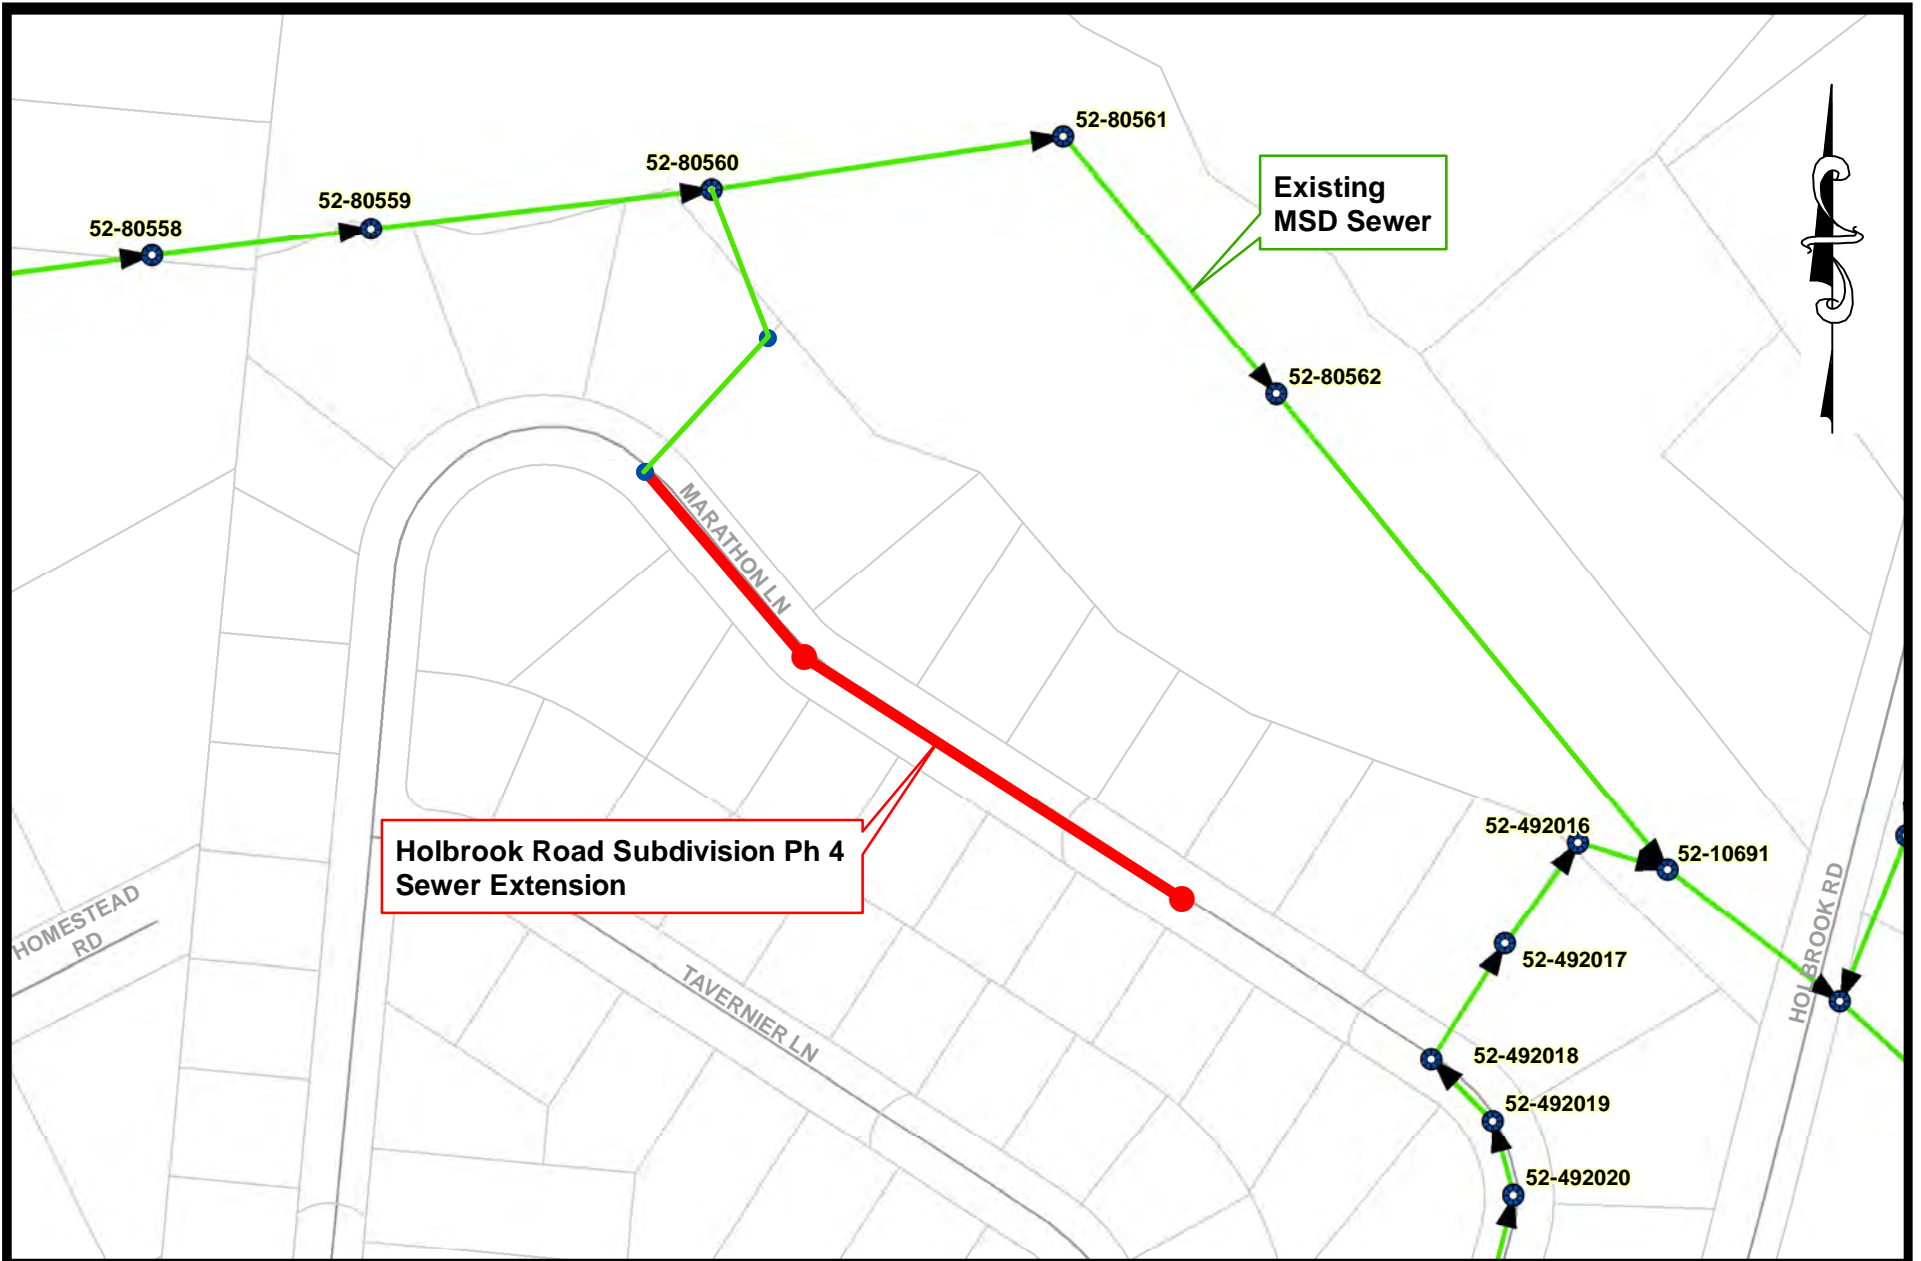 52-80561
52-80560
Existing
MSD Sewer
52-80559
52-80558
52-80562
MARATHON LN
52-492016
52-10691
Holbrook Road Subdivision Ph 4
Sewer Extension
HOLBROOK RD
HOMESTEAD
RD
52-492017
TAVERNIER LN
52-492018
52-492019
52-492020